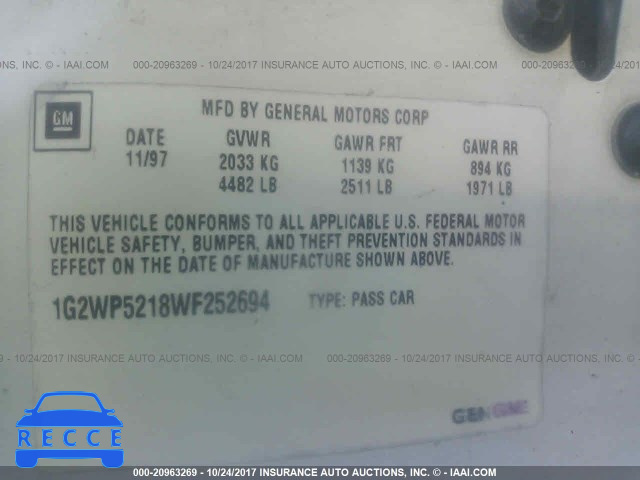 000-20963269 - 10/24/2017 INSURANCE AUTO AUCTIONS, INC. © - IAAI.COM
GM
MFD BY GENERAL MOTORS CORP
DATE GVWR GAWR FRT GAWR RR
11/97 2033 KG 1139 KG 894 KG
4482 LB 2511 LB 1971 LB
THIS VEHICLE CONFORMS TO ALL APPLICABLE U.S. FEDERAL MOTOR
VEHICLE SAFETY, BUMPER, AND THEFT PREVENTION STANDARDS IN
EFFECT ON THE DATE OF MANUFACTURE SHOWN ABOVE.
1G2WP5218WF252694 TYPE: PASS CAR
000-20963269 - 10/24/2017 INSURANCE AUTO AUCTIONS, INC. © - IAAI.COM
RECCE
000-20963269 - 10/24/2017 INSURANCE AUTO AUCTIONS, INC. © - IAAI.COM